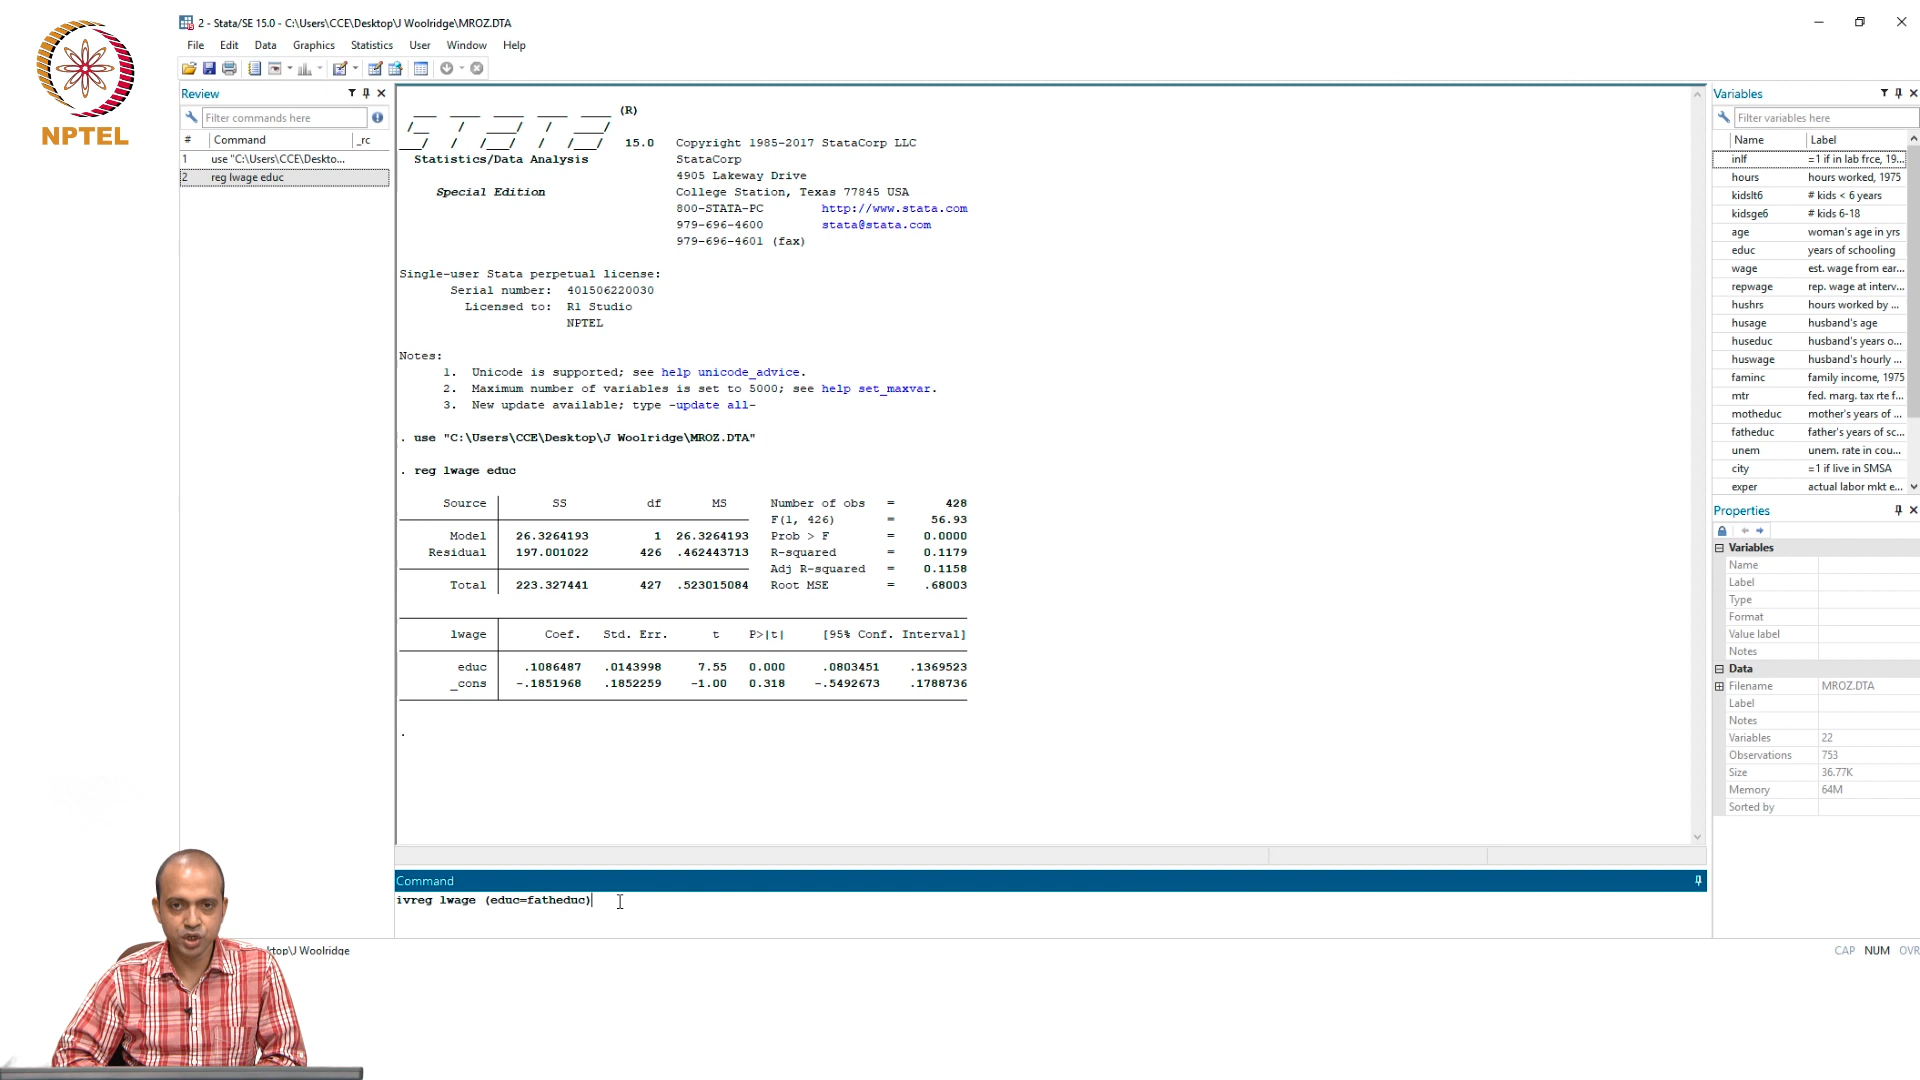 NPTEL
2 - Stata/SE 15.0 - C:\Users\CCE\Desktop\J Woolridge\MROZ.DTA
File Edit Data Graphics Statistics User Window Help
Review
Filter commands here
# Command _rc
1 use "C:\Users\CCE\Deskto...
2 reg lwage educ
(R)
15.0 Copyright 1985-2017 StataCorp LLC
Statistics/Data Analysis StataCorp
4905 Lakeway Drive
Special Edition College Station, Texas 77845 USA
800-STATA-PC http://www.stata.com
979-696-4600 stata@stata.com
979-696-4601 (fax)
Single-user Stata perpetual license:
Serial number: 401506220030
Licensed to: R1 Studio
NPTEL
Notes:
1. Unicode is supported; see help unicode_advice.
2. Maximum number of variables is set to 5000; see help set_maxvar.
3. New update available; type -update all-
. use "C:\Users\CCE\Desktop\J Woolridge\MROZ.DTA"
. reg lwage educ
Source SS df MS Number of obs = 428
F(1, 426) = 56.93
Model 26.3264193 1 26.3264193 Prob > F = 0.0000
Residual 197.001022 426 .462443713 R-squared = 0.1179
Adj R-squared = 0.1158
Total 223.327441 427 .523015084 Root MSE = .68003
lwage Coef. Std. Err. t P>|t| [95% Conf. Interval]
educ .1086487 .0143998 7.55 0.000 .0803451 .1369523
_cons -.1851968 .1852259 -1.00 0.318 -.5492673 .1788736
.
Command
ivreg lwage (educ=fatheduc)
ktop\J Woolridge
CAP NUM OVR
Variables
Filter variables here
Name Label
inlf =1 if in lab frce, 19...
hours hours worked, 1975
kidslt6 # kids < 6 years
kidsge6 # kids 6-18
age woman's age in yrs
educ years of schooling
wage est. wage from ear...
repwage rep. wage at interv...
hushrs hours worked by ...
husage husband's age
huseduc husband's years o...
huswage husband's hourly ...
faminc family income, 1975
mtr fed. marg. tax rte f...
motheduc mother's years of ...
fatheduc father's years of sc...
unem unem. rate in cou...
city =1 if live in SMSA
exper actual labor mkt e...
Properties
Variables
Name
Label
Type
Format
Value label
Notes
Data
Filename MROZ.DTA
Label
Notes
Variables 22
Observations 753
Size 36.77K
Memory 64M
Sorted by